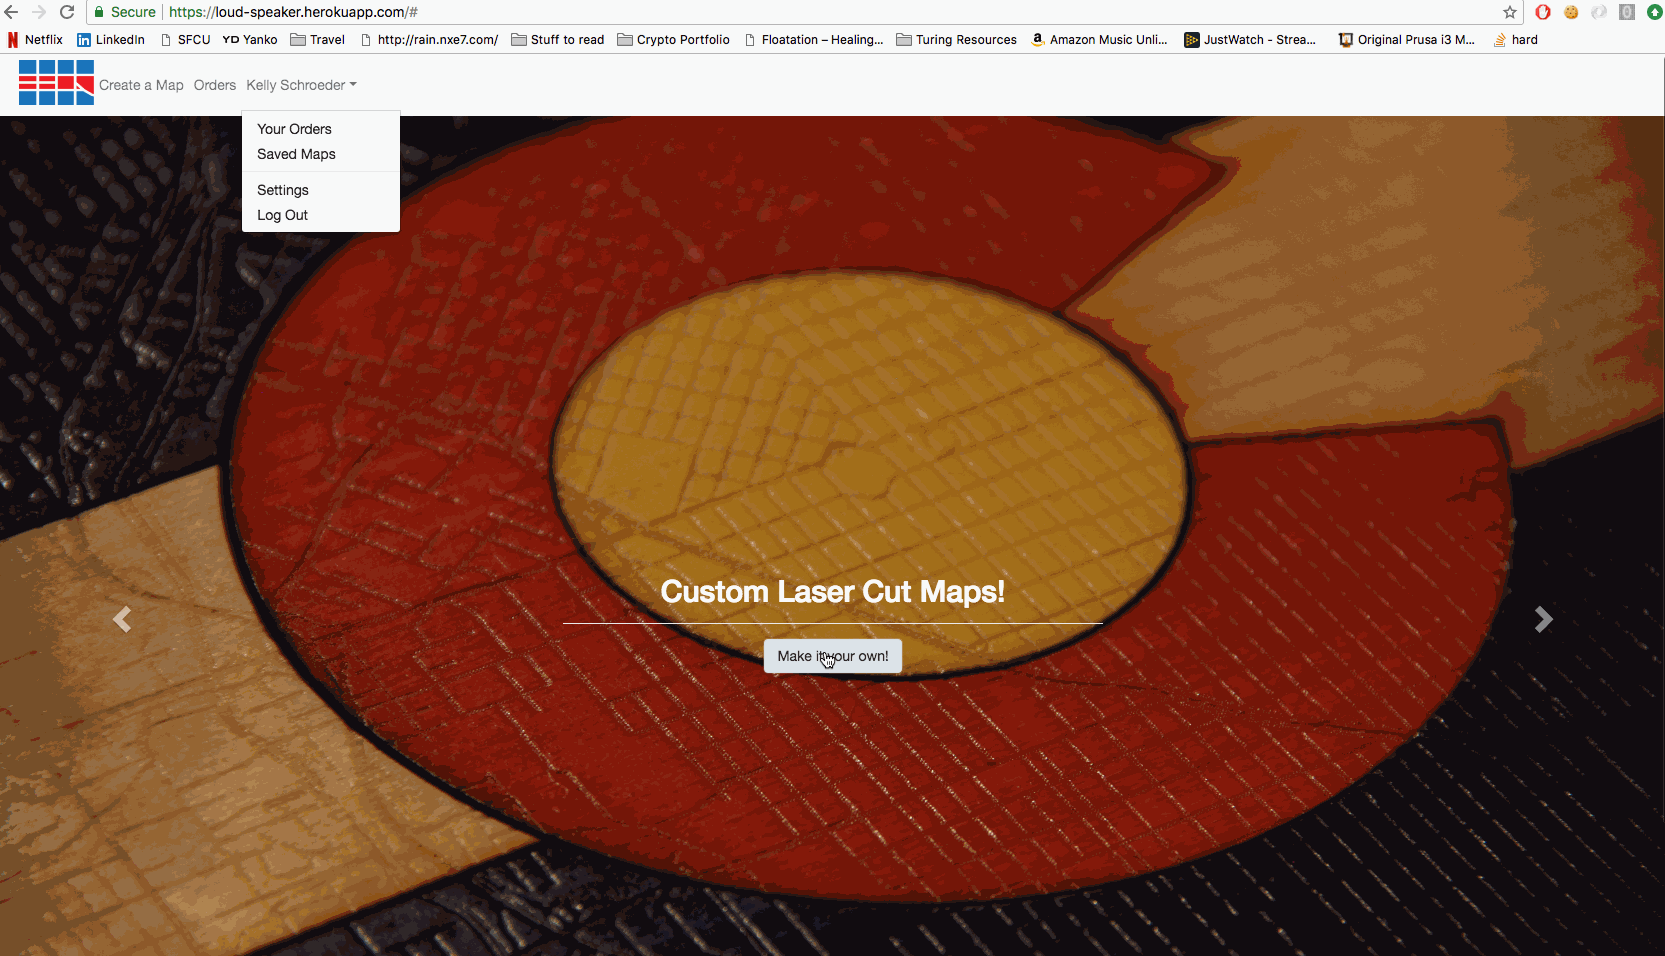 Secure https://loud-speaker.herokuapp.com/#
Netflix LinkedIn SFCU YD Yanko Travel http://rain.nxe7.com/ Stuff to read Crypto Portfolio Floatation – Healing... Turing Resources Amazon Music Unli... JustWatch - Strea... Original Prusa i3 M... hard
Create a Map Orders Kelly Schroeder
Your Orders
Saved Maps
Settings
Log Out
Custom Laser Cut Maps!
Make it your own!